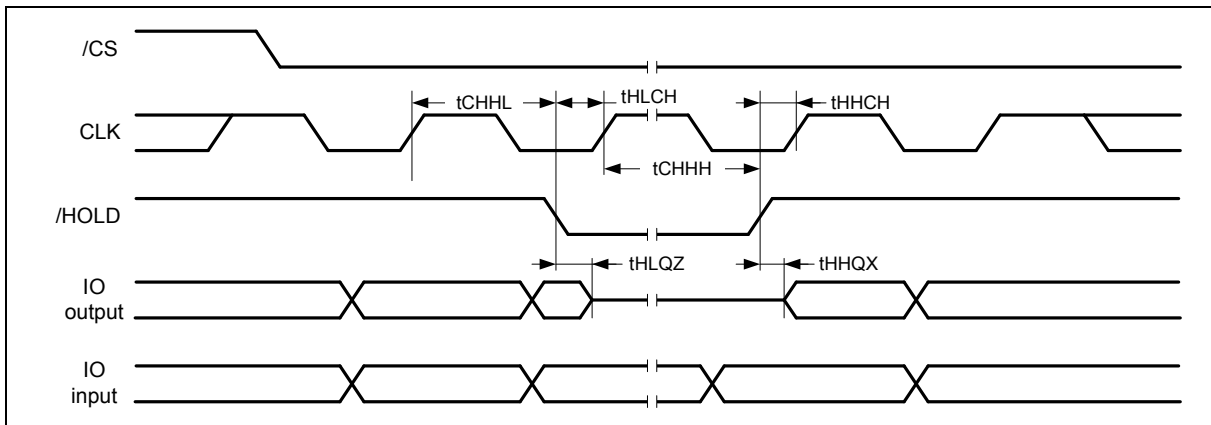 /CS
tCHHL
tHLCH
tHHCH
CLK
tCHHH
/HOLD
tHLQZ
tHHQX
IO
output
IO
input